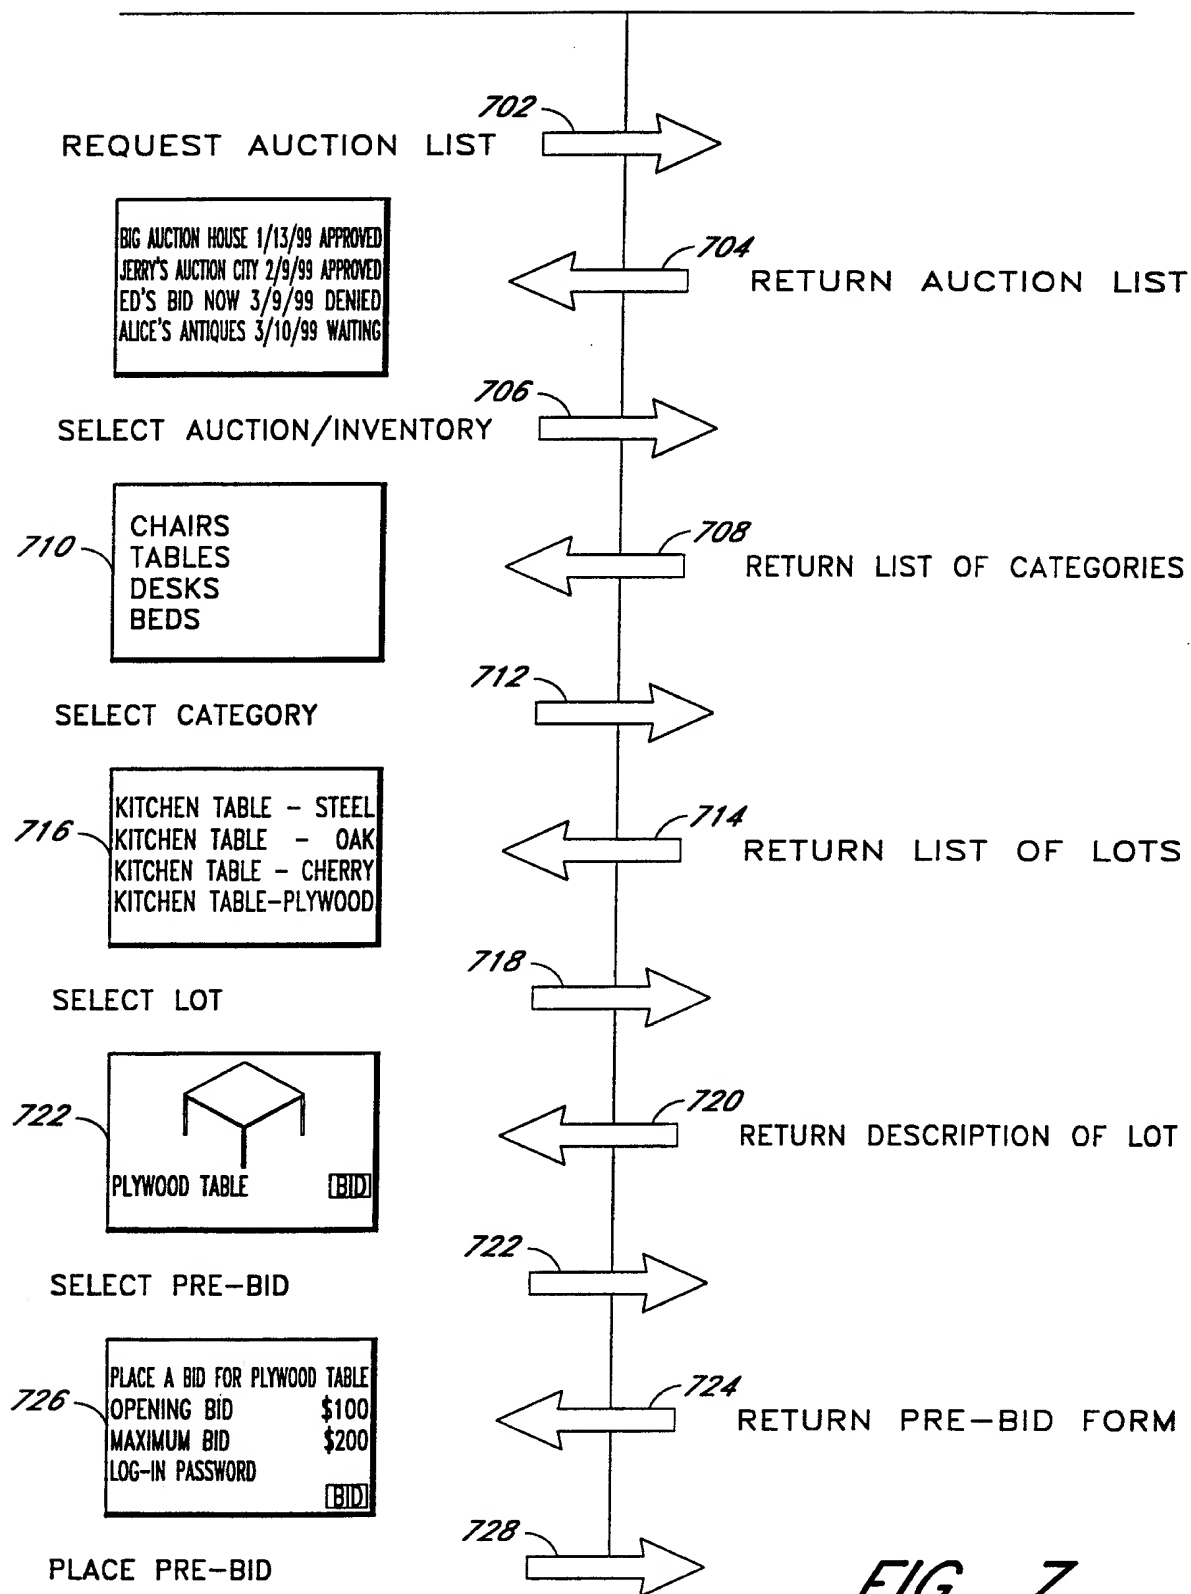 702
REQUEST AUCTION LIST
BIG AUCTION HOUSE 1/13/99 APPROVED
JERRY'S AUCTION CITY 2/9/99 APPROVED
ED'S BID NOW 3/9/99 DENIED
ALICE'S ANTIQUES 3/10/99 WAITING
704
RETURN AUCTION LIST
706
SELECT AUCTION/INVENTORY
710
CHAIRS
TABLES
DESKS
BEDS
708
RETURN LIST OF CATEGORIES
712
SELECT CATEGORY
716
KITCHEN TABLE - STEEL
KITCHEN TABLE - OAK
KITCHEN TABLE - CHERRY
KITCHEN TABLE-PLYWOOD
714
RETURN LIST OF LOTS
718
SELECT LOT
722
PLYWOOD TABLE BID
720
RETURN DESCRIPTION OF LOT
722
SELECT PRE-BID
726
PLACE A BID FOR PLYWOOD TABLE
OPENING BID $100
MAXIMUM BID $200
LOG-IN PASSWORD
BID
724
RETURN PRE-BID FORM
728
PLACE PRE-BID
FIG. 7